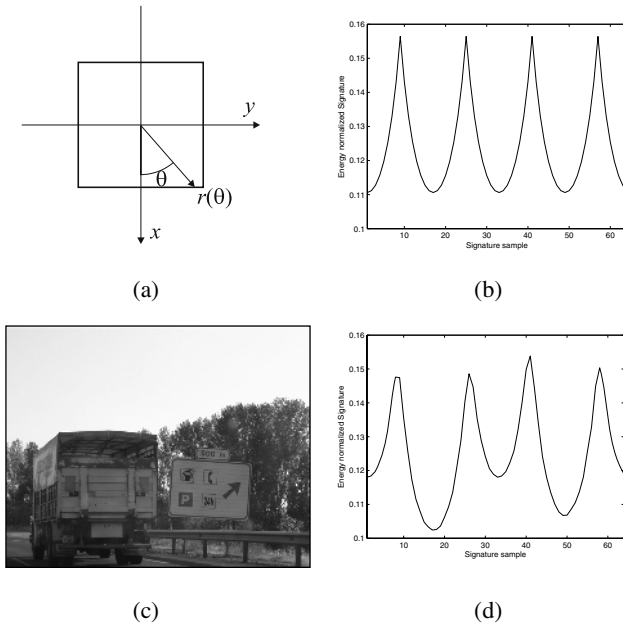 y
θ
r(θ)
x
(a)
0.16
0.15
0.14
0.13
0.12
0.11
0.1
10
20
30
40
50
60
Energy normalized Signature
Signature sample
(b)
P
24h
(c)
0.16
0.15
0.14
0.13
0.12
0.11
0.1
10
20
30
40
50
60
Energy normalized Signature
Signature sample
(d)